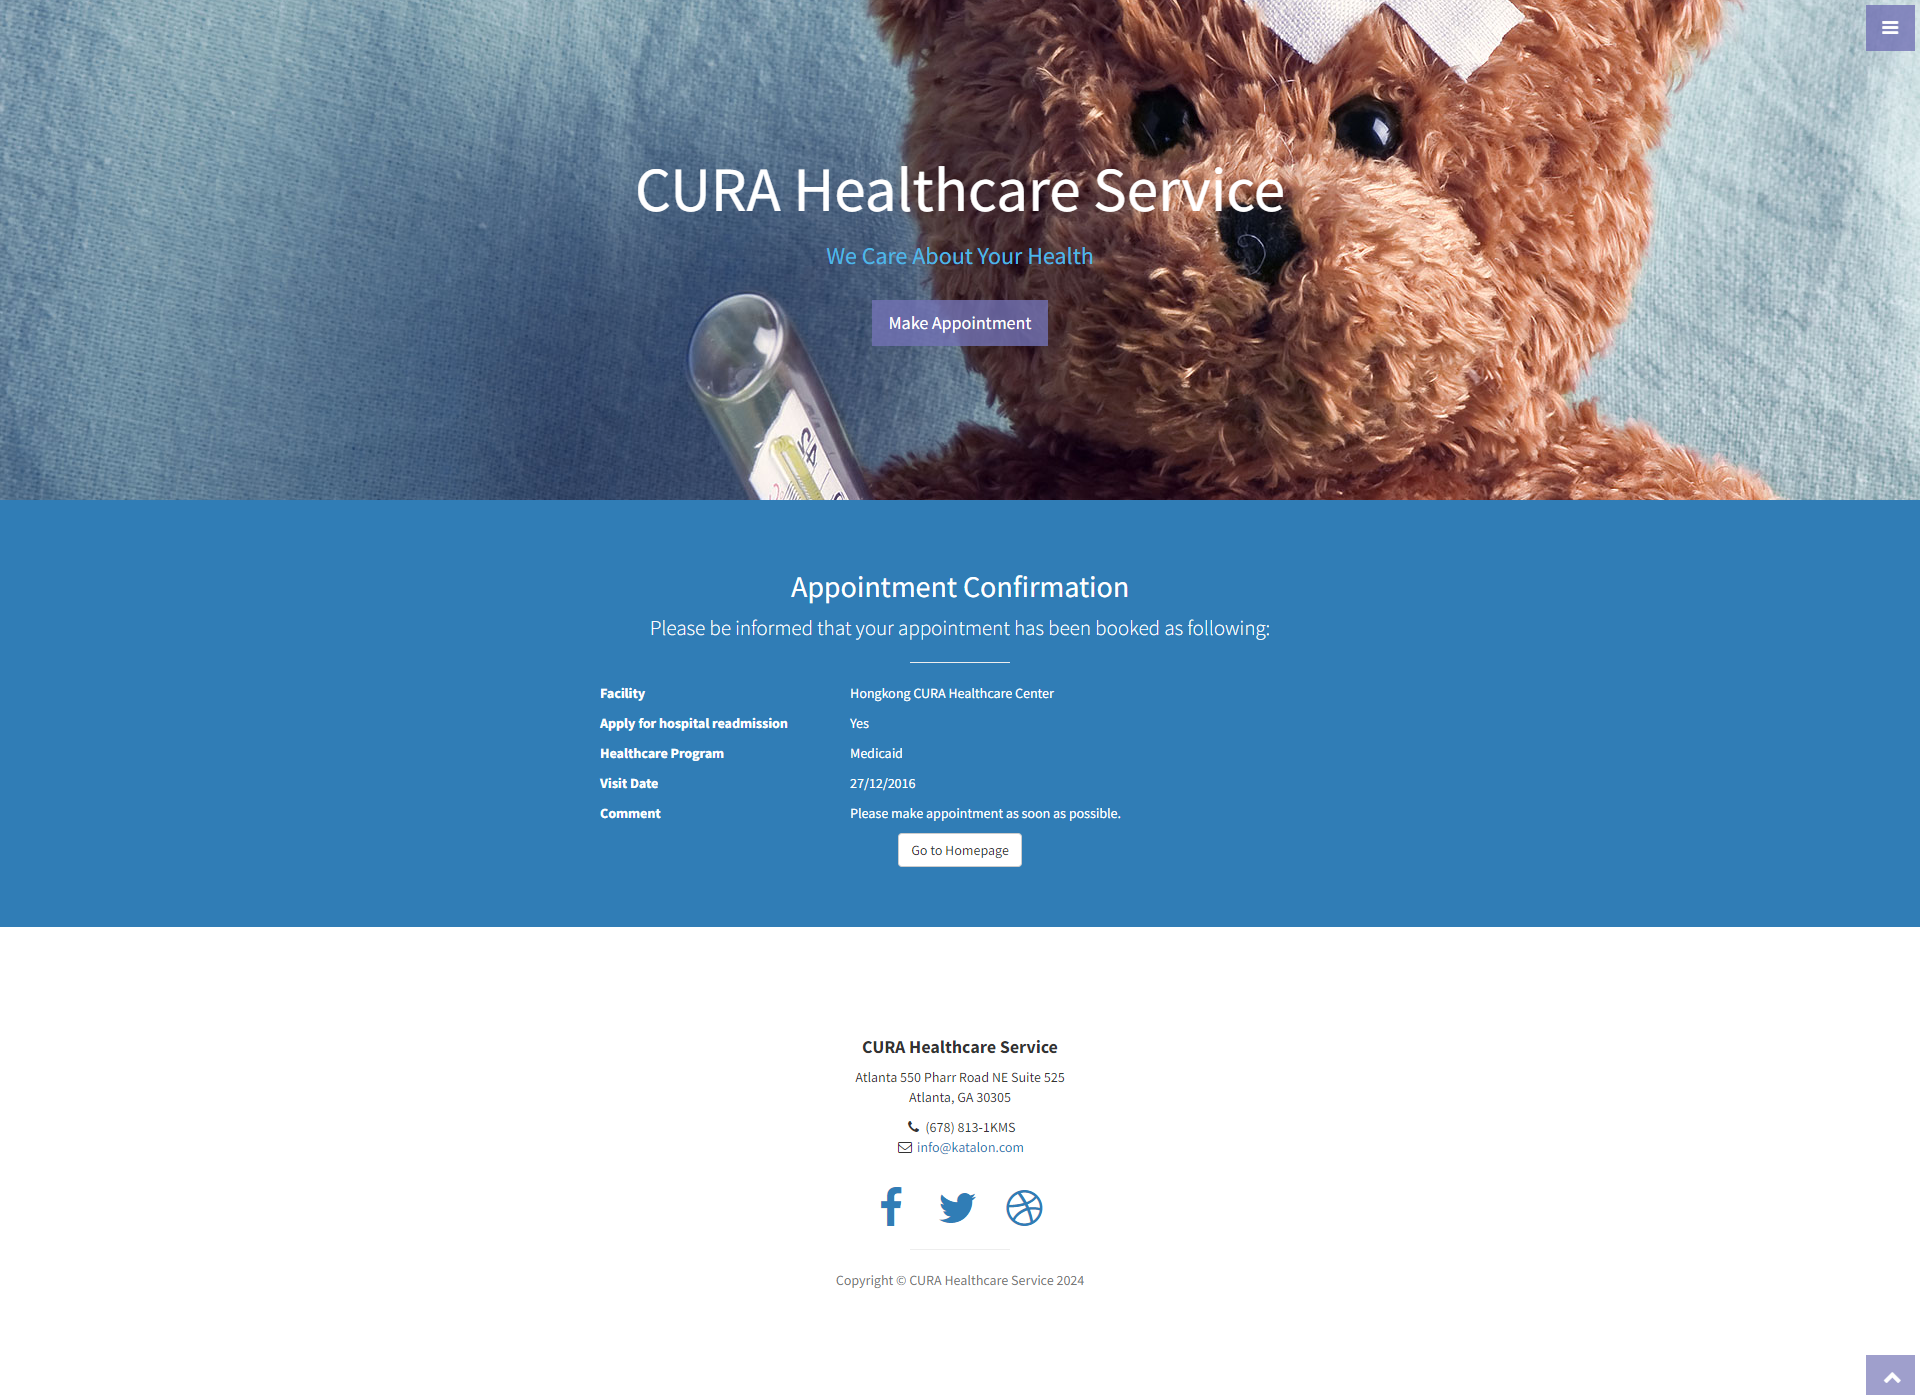 CURA Healthcare Service
We Care About Your Health
Make Appointment
Appointment Confirmation
Please be informed that your appointment has been booked as following:
Facility Hongkong CURA Healthcare Center
Apply for hospital readmission Yes
Healthcare Program Medicaid
Visit Date 27/12/2016
Comment Please make appointment as soon as possible.
Go to Homepage
CURA Healthcare Service
Atlanta 550 Pharr Road NE Suite 525
Atlanta, GA 30305
(678) 813-1KMS
info@katalon.com
Copyright © CURA Healthcare Service 2024